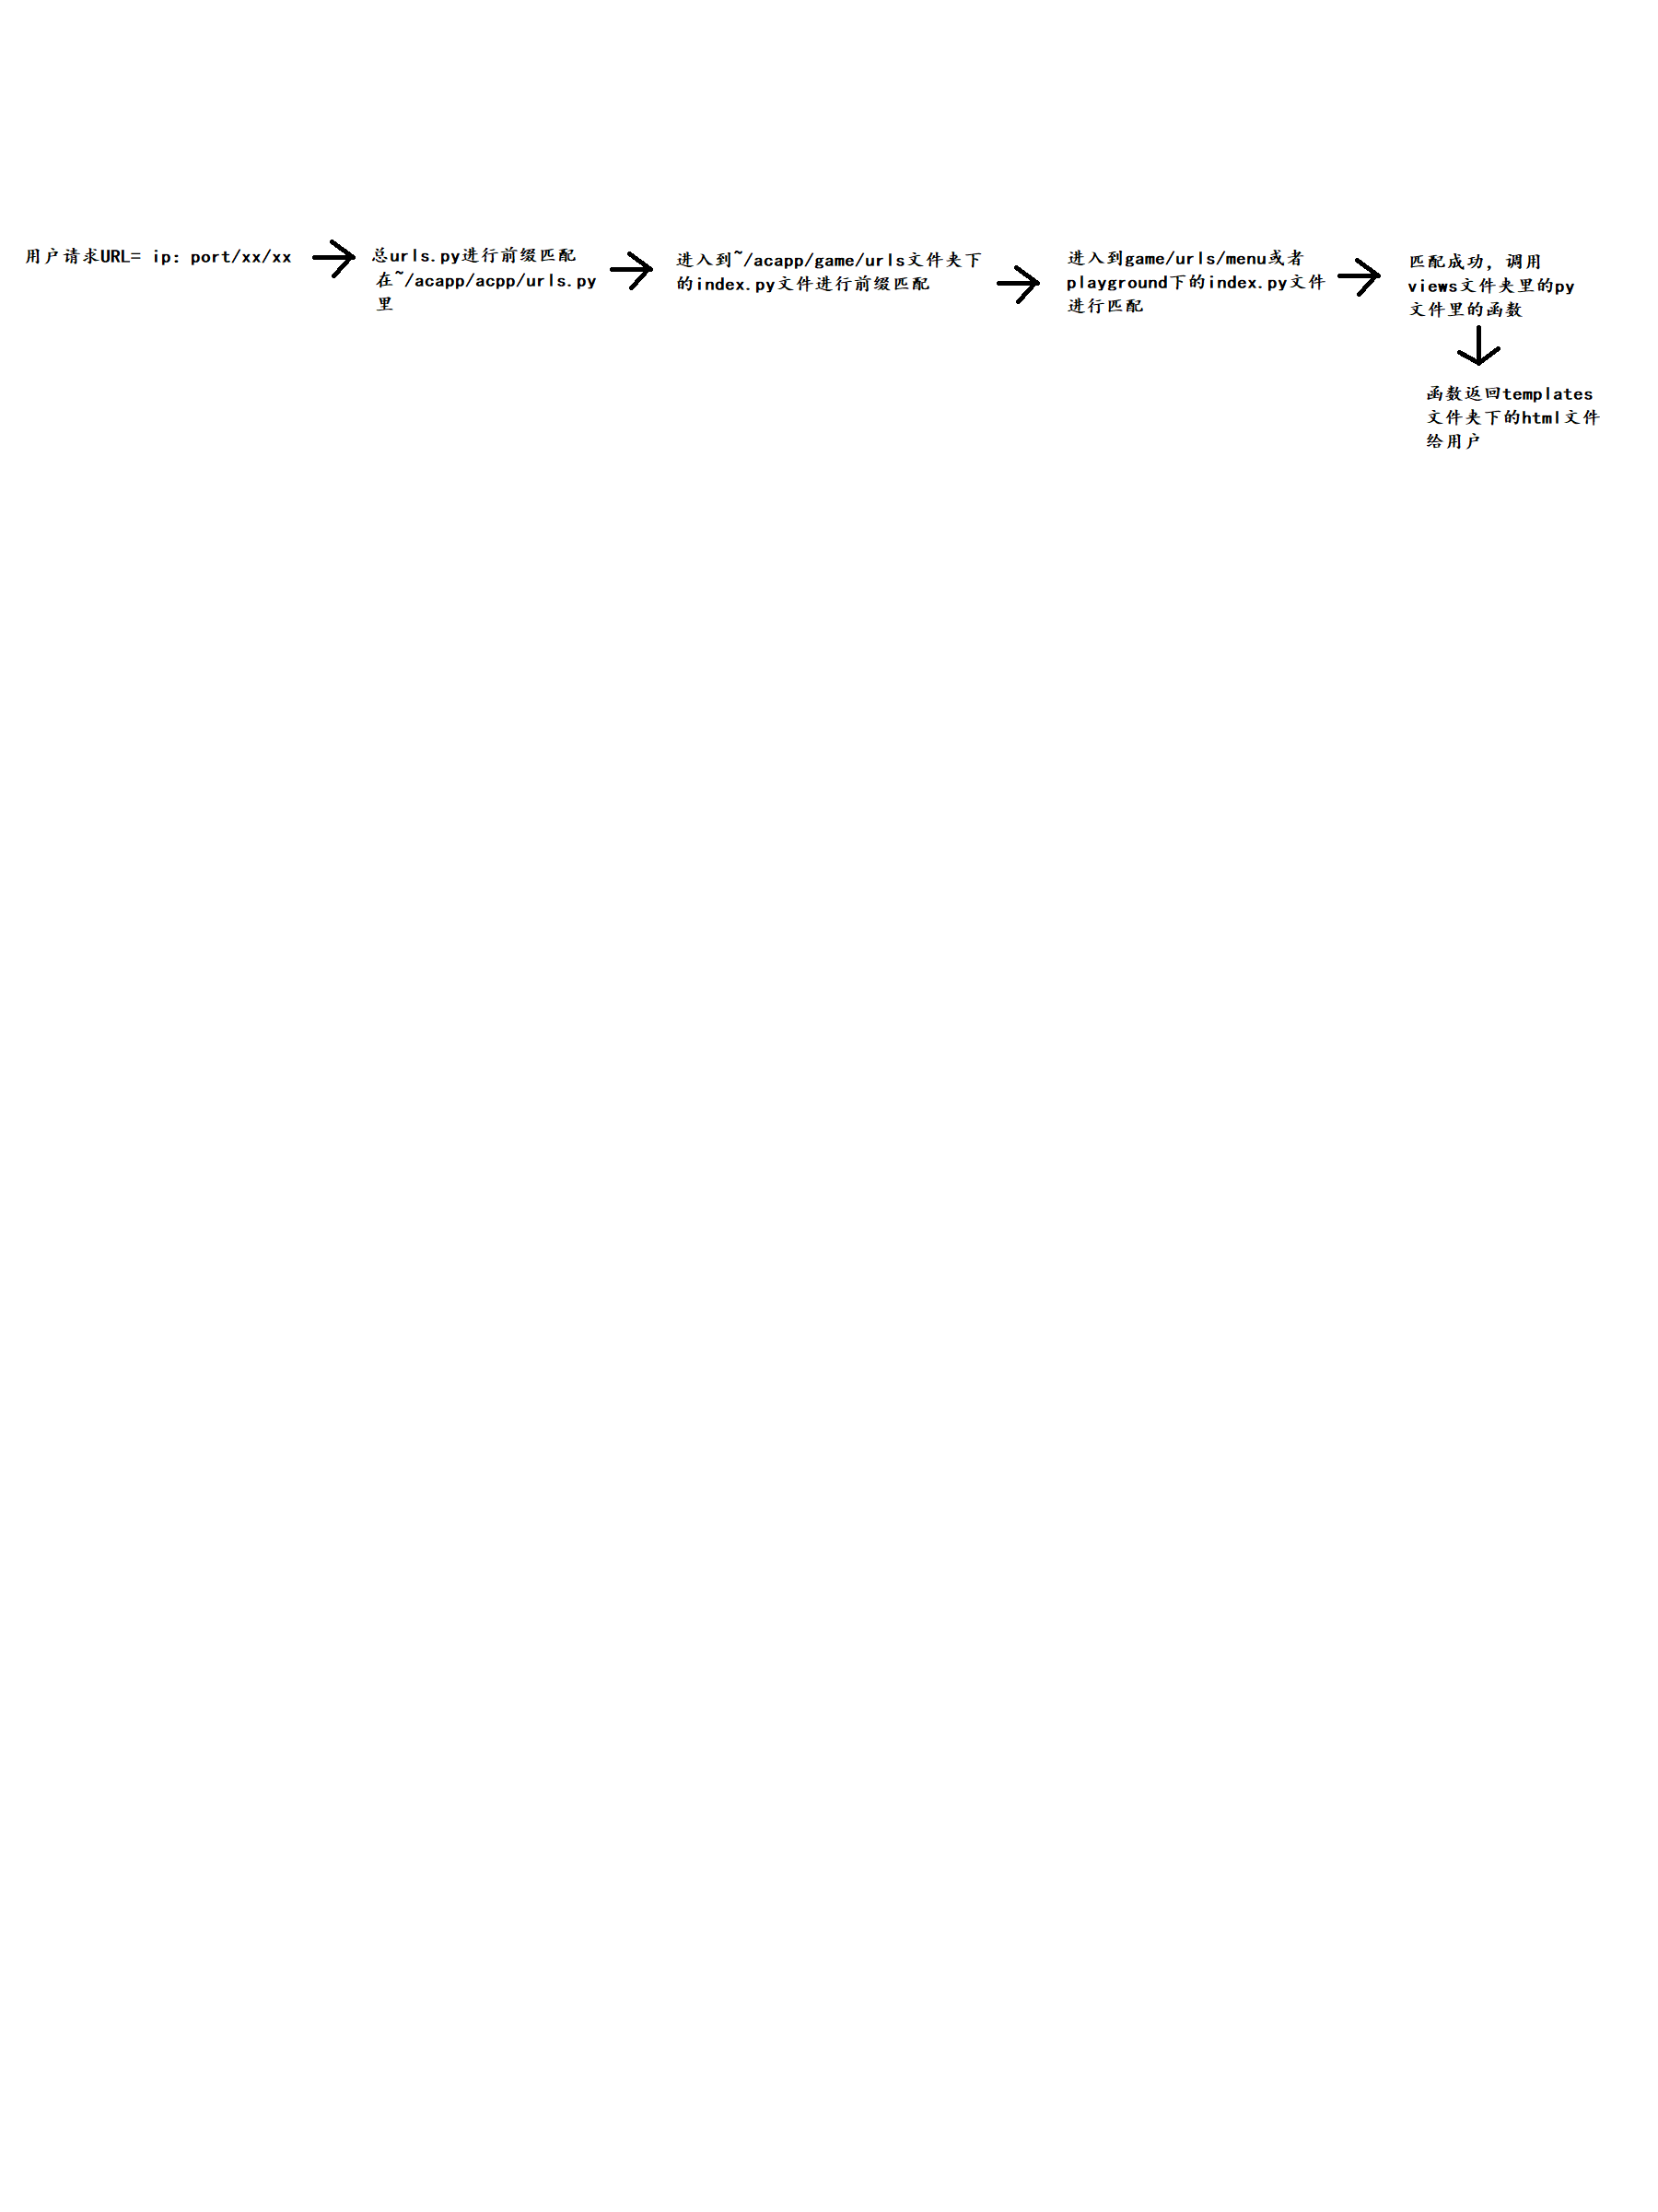 用户请求URL= ip: port/xx/xx
总urls.py进行前缀匹配
在~/acapp/acpp/urls.py
里
进入到~/acapp/game/urls文件夹下
的index.py文件进行前缀匹配
进入到game/urls/menu或者
playground下的index.py文件
进行匹配
匹配成功，调用
views文件夹里的py
文件里的函数
函数返回templates
文件夹下的html文件
给用户